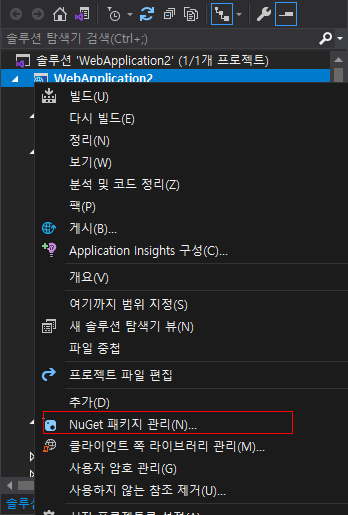 솔루션 탐색기 검색(Ctrl+;)
솔루션 'WebApplication2' (1/1개 프로젝트)
WebApplication2
빌드(U)
다시 빌드(E)
정리(N)
보기(W)
분석 및 코드 정리(Z)
팩(P)
게시(B)...
Application Insights 구성(C)...
개요(V)
여기까지 범위 지정(S)
새 솔루션 탐색기 뷰(N)
파일 중첩
프로젝트 파일 편집
추가(D)
NuGet 패키지 관리(N)...
클라이언트 쪽 라이브러리 관리(M)...
사용자 암호 관리(G)
사용하지 않는 참조 제거(U)...
솔루션